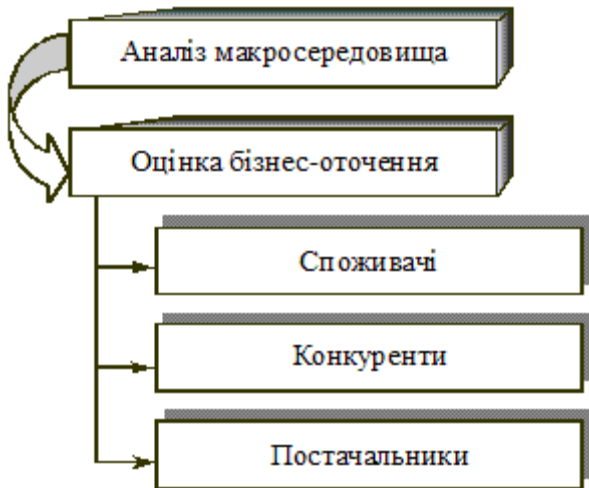 Аналіз макросередовища
Оцінка бізнес-оточення
Споживачі
Конкуренти
Постачальники